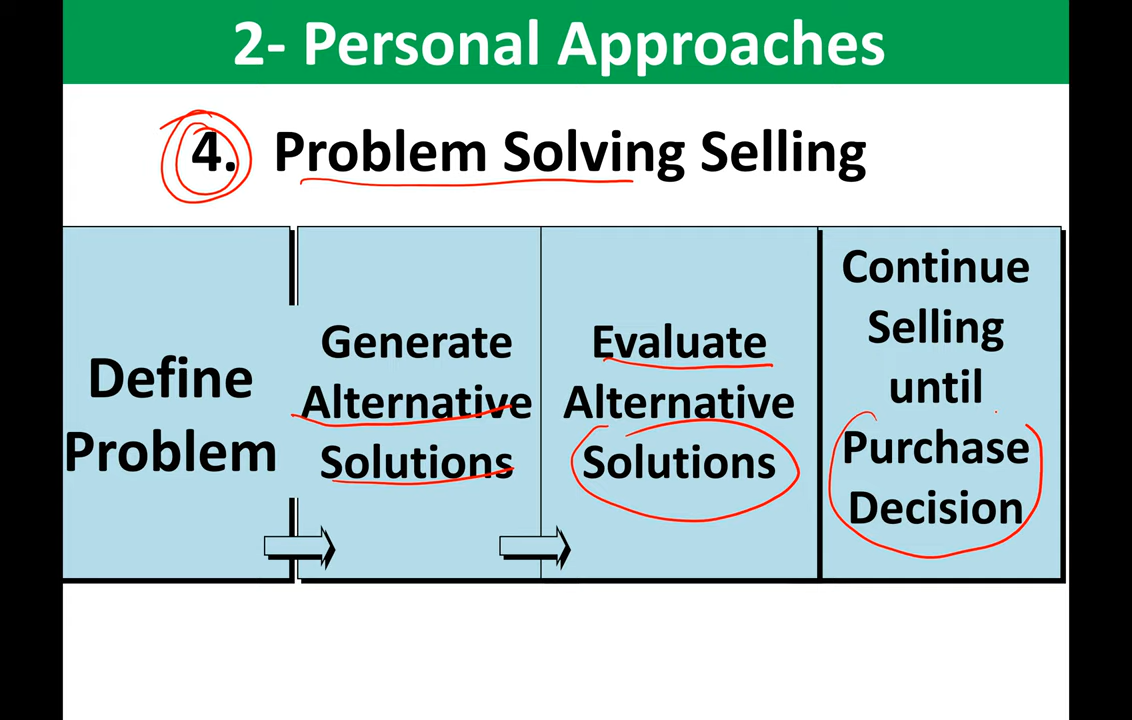 2- Personal Approaches
4. Problem Solving Selling
Define
Problem
Generate
Alternative
Solutions
Evaluate
Alternative
Solutions
Continue
Selling
until
Purchase
Decision